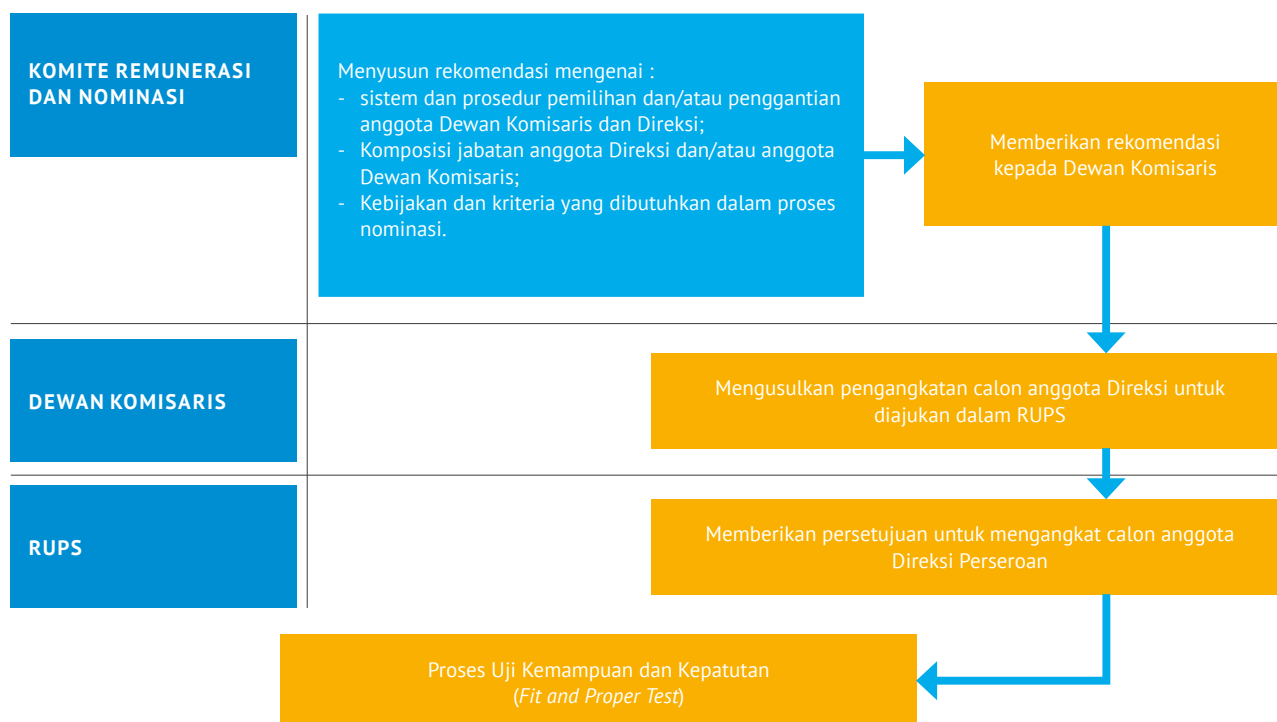 KOMITE REMUNERASI
DAN NOMINASI
Menyusun rekomendasi mengenai :
- sistem dan prosedur pemilihan dan/atau penggantian
anggota Dewan Komisaris dan Direksi;
- Komposisi jabatan anggota Direksi dan/atau anggota
Dewan Komisaris;
- Kebijakan dan kriteria yang dibutuhkan dalam proses
nominasi.
Memberikan rekomendasi
kepada Dewan Komisaris
DEWAN KOMISARIS
Mengusulkan pengangkatan calon anggota Direksi untuk
diajukan dalam RUPS
RUPS
Memberikan persetujuan untuk mengangkat calon anggota
Direksi Perseroan
Proses Uji Kemampuan dan Kepatutan
(Fit and Proper Test)